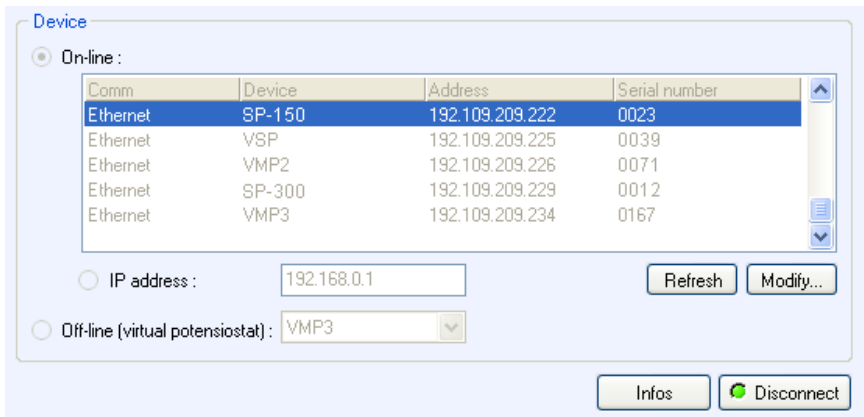 Device
On-line :
Comm Device Address Serial number
Ethernet SP-150 192.109.209.222 0023
Ethernet VSP 192.109.209.225 0039
Ethernet VMP2 192.109.209.226 0071
Ethernet SP-300 192.109.209.229 0012
Ethernet VMP3 192.109.209.234 0167
IP address : 192.168.0.1 Refresh Modify...
Off-line (virtual potensiostat) : VMP3
Infos Disconnect